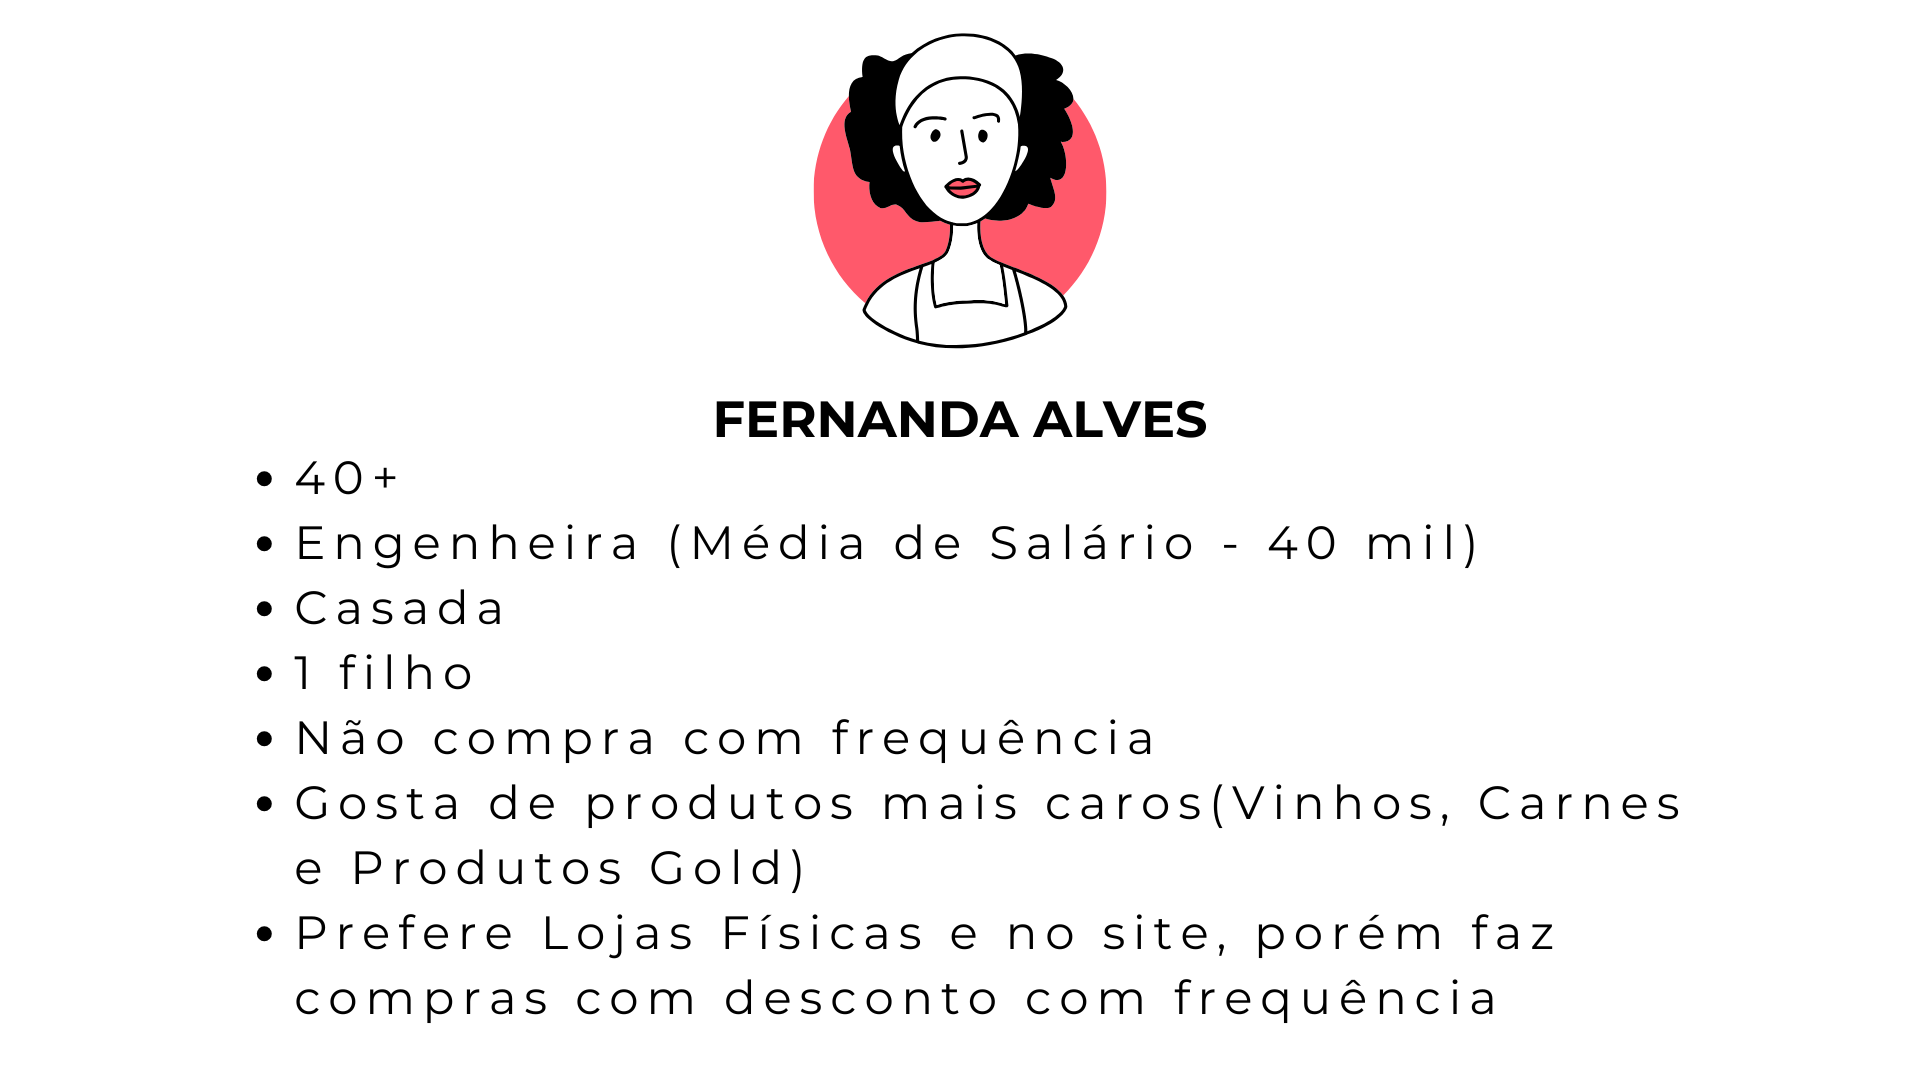 FERNANDA ALVES
• 40+
• Engenheira (Média de Salário - 40 mil)
• Casada
• 1 filho
• Não compra com frequência
• Gosta de produtos mais caros(Vinhos, Carnes
e Produtos Gold)
• Prefere Lojas Físicas e no site, porém faz
compras com desconto com frequência